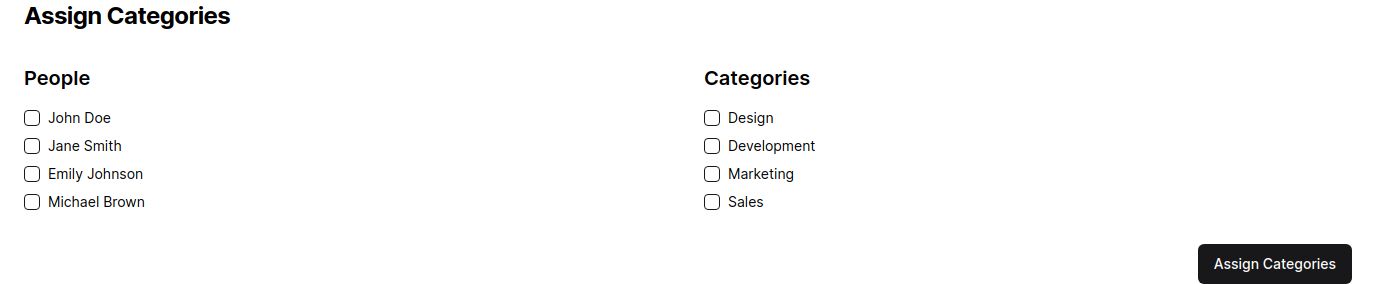 Assign Categories
People
John Doe
Jane Smith
Emily Johnson
Michael Brown
Categories
Design
Development
Marketing
Sales
Assign Categories